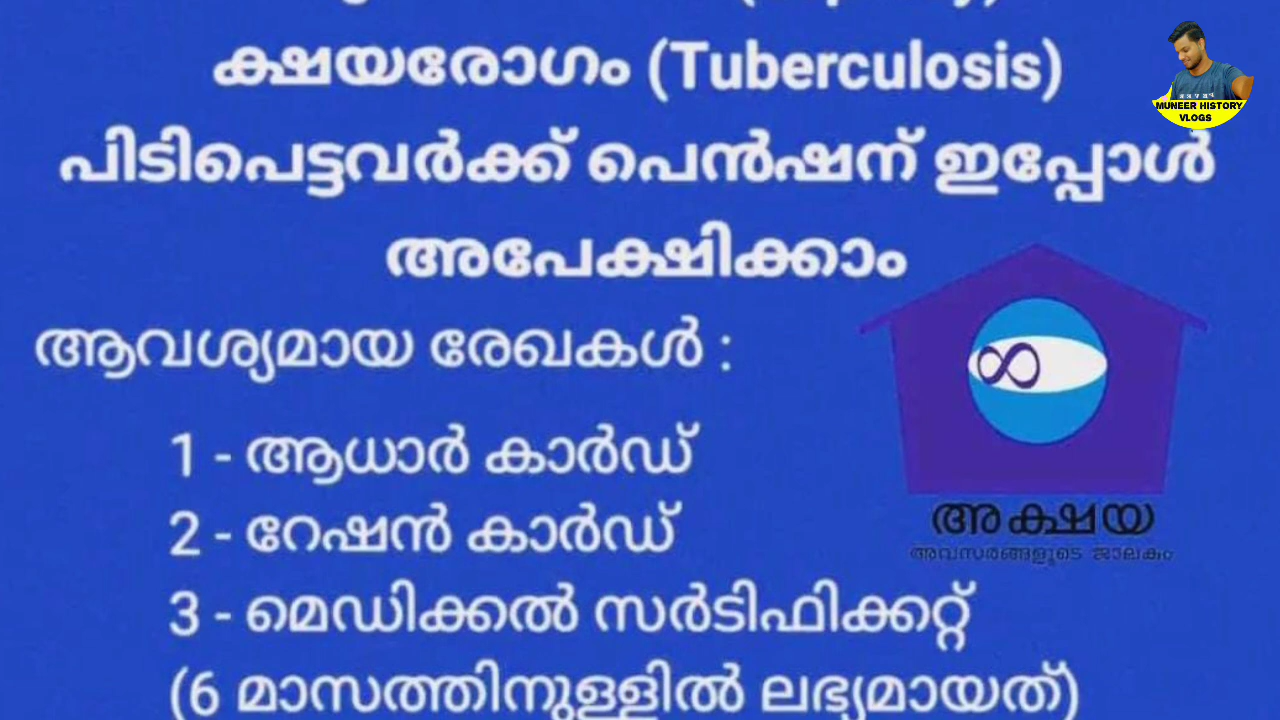 ക്ഷയരോഗം (Tuberculosis)
പിടിപെട്ടവർക്ക് പെൻഷന് ഇപ്പോൾ
അപേക്ഷിക്കാം
ആവശ്യമായ രേഖകൾ :
1 - ആധാർ കാർഡ്
2 - റേഷൻ കാർഡ്
3 - മെഡിക്കൽ സർടിഫിക്കറ്റ്
(6 മാസത്തിനുള്ളിൽ ലഭ്യമായത്)
അക്ഷയ
അവസരങ്ങളുടെ ജാലകം
MUNEER HISTORY
VLOGS